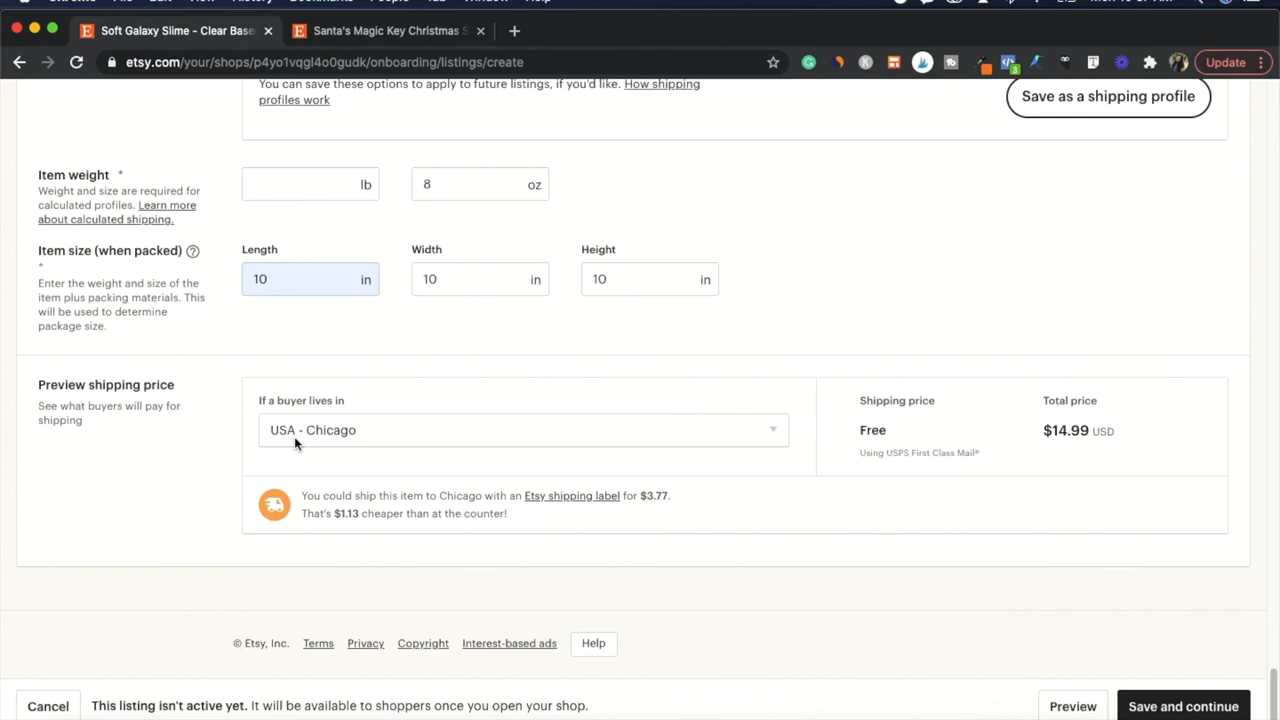 Soft Galaxy Slime - Clear Base
Santa's Magic Key Christmas S
etsy.com/your/shops/p4yo1vqgl4o0gudk/onboarding/listings/create
Update
You can save these options to apply to future listings, if you'd like. How shipping
profiles work
Save as a shipping profile
Item weight *
Weight and size are required for
calculated profiles. Learn more
about calculated shipping.
lb
8 oz
Item size (when packed)
*
Enter the weight and size of the
item plus packing materials. This
will be used to determine
package size.
Length Width Height
10 in 10 in 10 in
Preview shipping price
See what buyers will pay for
shipping
If a buyer lives in
USA - Chicago
Shipping price
Free
Using USPS First Class Mail®
Total price
$14.99 USD
You could ship this item to Chicago with an Etsy shipping label for $3.77.
That's $1.13 cheaper than at the counter!
© Etsy, Inc. Terms Privacy Copyright Interest-based ads Help
Cancel This listing isn't active yet. It will be available to shoppers once you open your shop. Preview Save and continue